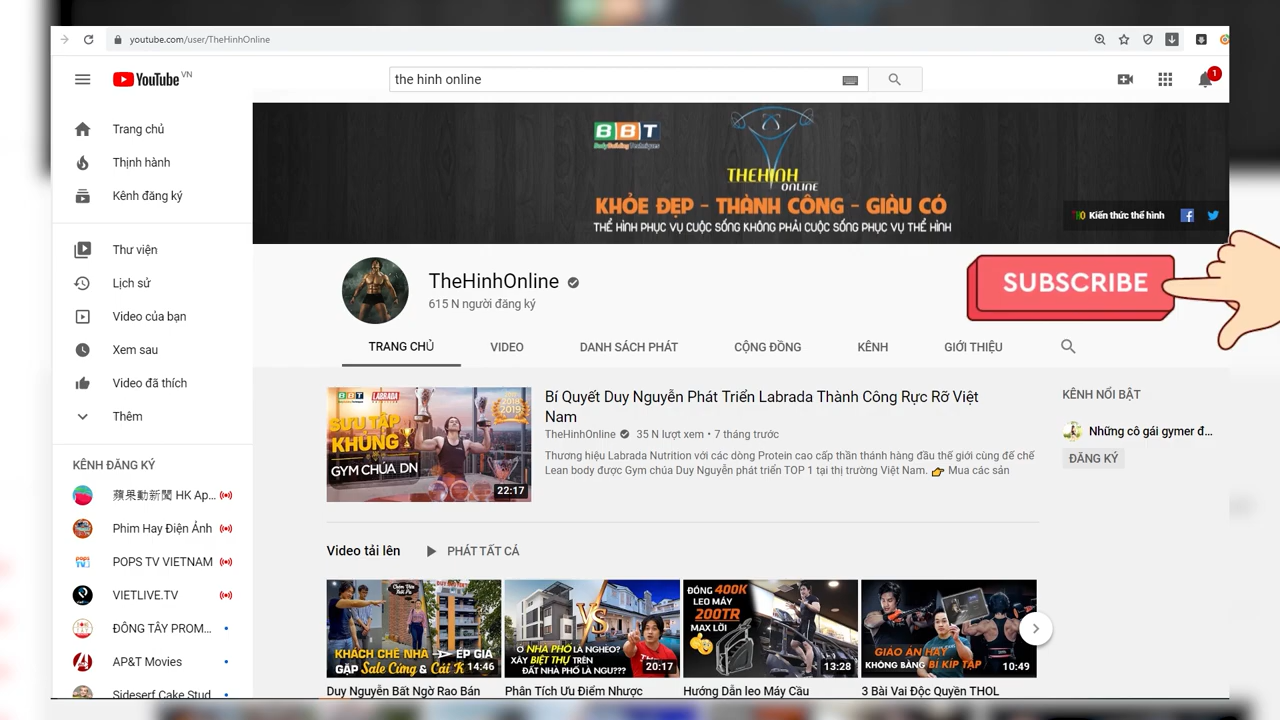 youtube.com/user/TheHinhOnline
YouTube VN
the hinh online
1
Trang chủ
Thịnh hành
Kênh đăng ký
Thư viện
Lịch sử
Video của bạn
Xem sau
Video đã thích
Thêm
KÊNH ĐĂNG KÝ
蘋果動新聞 HK Ap...
Phim Hay Điện Ảnh
POPS TV VIETNAM
VIETLIVE.TV
ĐÔNG TÂY PROM...
AP&T Movies
Sideserf Cake Stud
BBT
BodyBuilding Techniques
THEHINH
ONLINE
KHỎE ĐẸP - THÀNH CÔNG - GIÀU CÓ
THỂ HÌNH PHỤC VỤ CUỘC SỐNG KHÔNG PHẢI CUỘC SỐNG PHỤC VỤ THỂ HÌNH
Kiến thức thể hình
TheHinhOnline
615 N người đăng ký
SUBSCRIBE
TRANG CHỦ VIDEO DANH SÁCH PHÁT CỘNG ĐỒNG KÊNH GIỚI THIỆU
BBT LABRADA
SƯU TẬP
KHỦNG
GYM CHÚA DN
2018
2019
22:17
Bí Quyết Duy Nguyễn Phát Triển Labrada Thành Công Rực Rỡ Việt
Nam
TheHinhOnline 35 N lượt xem • 7 tháng trước
Thương hiệu Labrada Nutrition với các dòng Protein cao cấp thần thánh hàng đầu thế giới cùng đế chế
Lean body được Gym chúa Duy Nguyễn phát triển TOP 1 tại thị trường Việt Nam. 👉 Mua các sản
KÊNH NỔI BẬT
Những cô gái gymer đ...
ĐĂNG KÝ
Video tải lên PHÁT TẤT CẢ
KHÁCH CHÊ NHÀ ÉP GIÁ
GẶP Sale Cứng & Cái K
14:46
Duy Nguyễn Bất Ngờ Rao Bán
VS
Ở NHÀ PHỐ LÀ NGHÈO?
XÂY BIỆT THỰ TRÊN
ĐẤT NHÀ PHỐ LÀ NGU???
20:17
Phân Tích Ưu Điểm Nhược
ĐÓNG 400K
LEO MÁY
200TR
MAX LỜI
13:28
Hướng Dẫn leo Máy Cầu
GIÁO ÁN HAY
KHÔNG BẰNG BÍ KÍP TẬP
10:49
3 Bài Vai Độc Quyền THOL